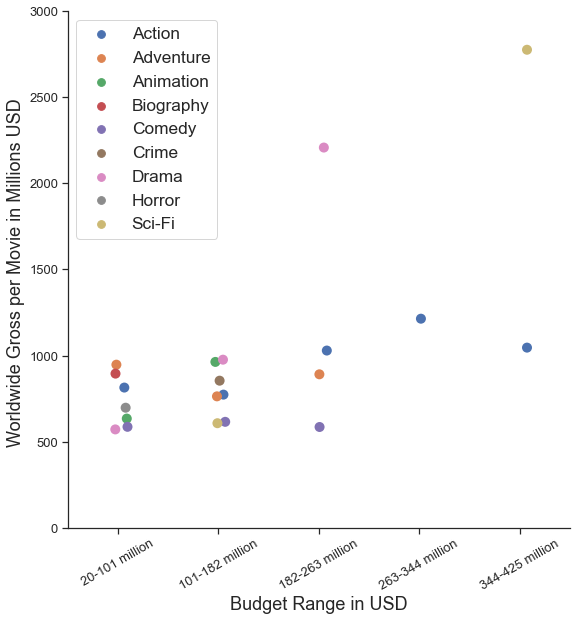 3000
2500
2000
1500
1000
500
0
Worldwide Gross per Movie in Millions USD
Action
Adventure
Animation
Biography
Comedy
Crime
Drama
Horror
Sci-Fi
20-101 million
101-182 million
182-263 million
263-344 million
344-425 million
Budget Range in USD